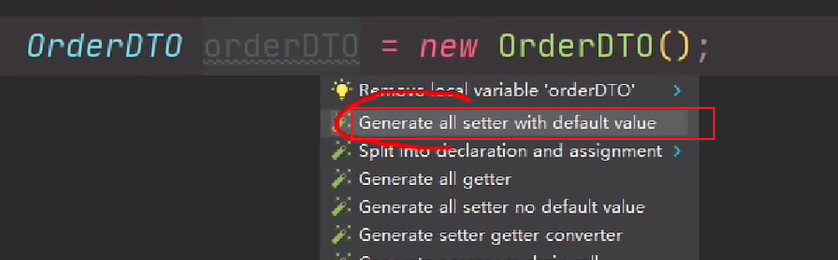 OrderDTO orderDTO = new OrderDTO();
Remove local variable 'orderDTO'
Generate all setter with default value
Split into declaration and assignment
Generate all getter
Generate all setter no default value
Generate setter getter converter